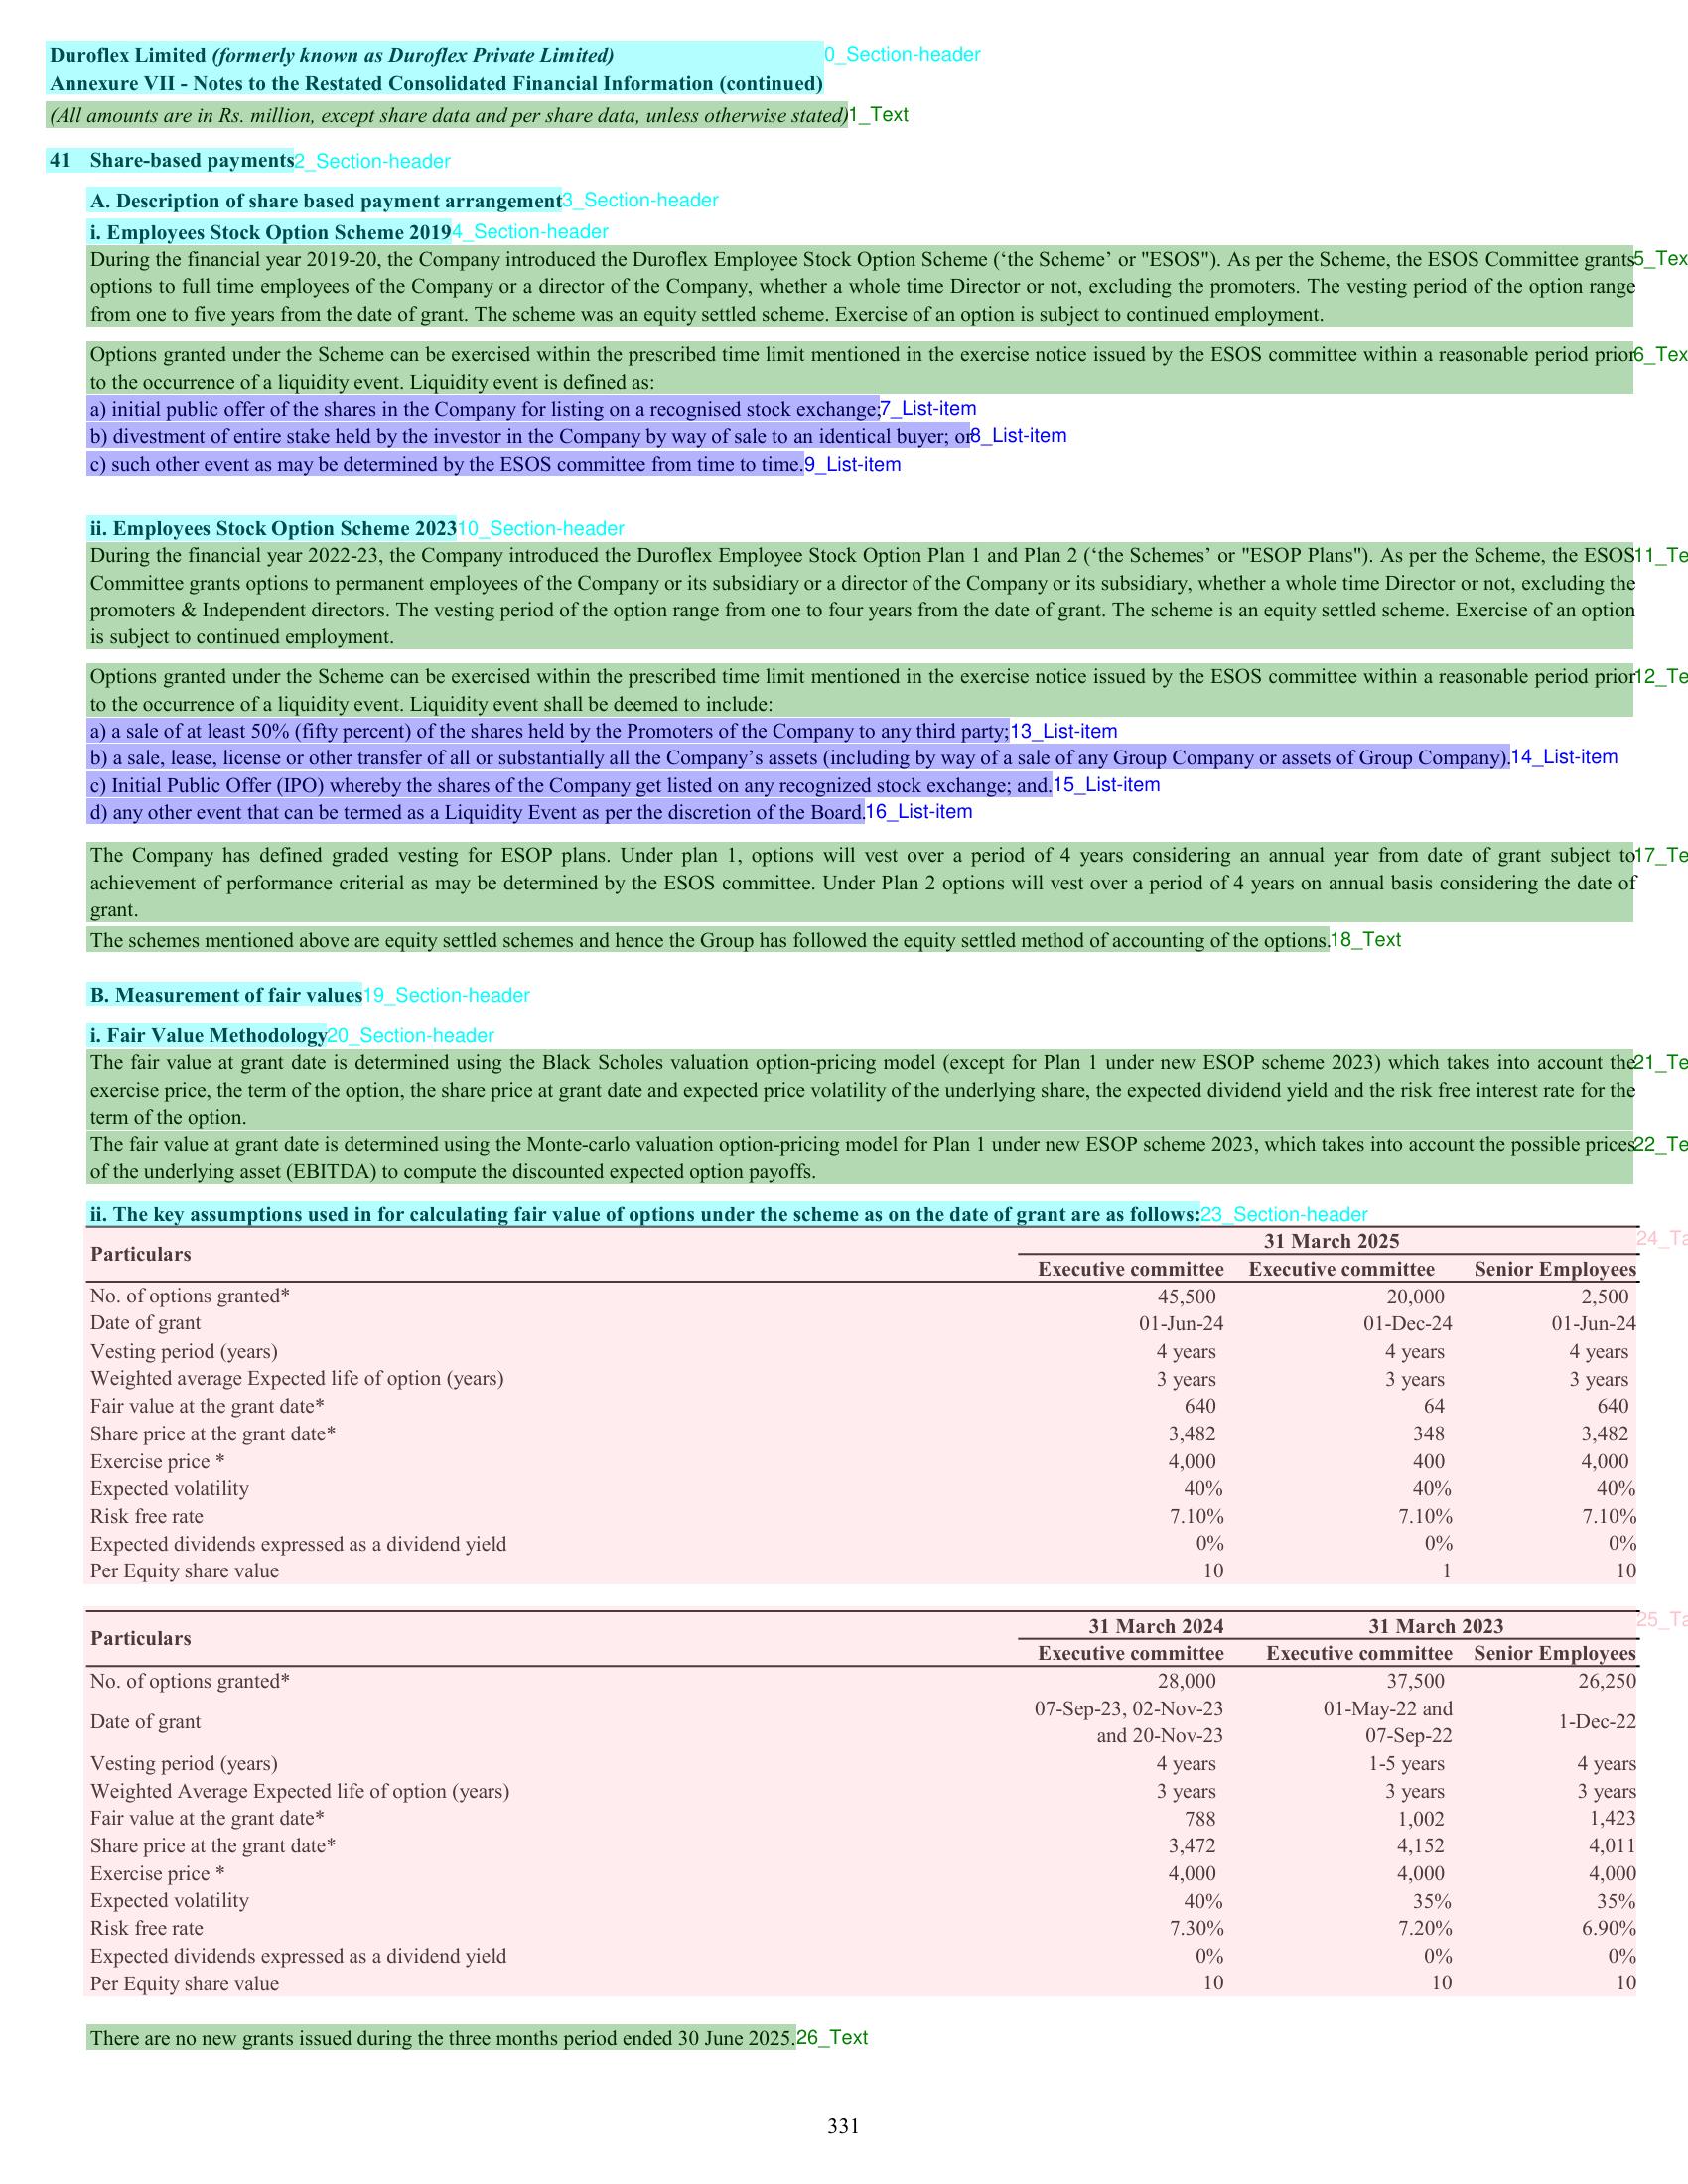 Duroflex Limited (formerly known as Duroflex Private Limited) 0_Section-header
Annexure VII - Notes to the Restated Consolidated Financial Information (continued)
(All amounts are in Rs. million, except share data and per share data, unless otherwise stated) 1_Text
41 Share-based payments 2_Section-header
A. Description of share based payment arrangement 3_Section-header
i. Employees Stock Option Scheme 2019 4_Section-header
During the financial year 2019-20, the Company introduced the Duroflex Employee Stock Option Scheme (‘the Scheme’ or "ESOS"). As per the Scheme, the ESOS Committee grants 5_Tex
options to full time employees of the Company or a director of the Company, whether a whole time Director or not, excluding the promoters. The vesting period of the option range
from one to five years from the date of grant. The scheme was an equity settled scheme. Exercise of an option is subject to continued employment.
Options granted under the Scheme can be exercised within the prescribed time limit mentioned in the exercise notice issued by the ESOS committee within a reasonable period prior 6_Tex
to the occurrence of a liquidity event. Liquidity event is defined as:
a) initial public offer of the shares in the Company for listing on a recognised stock exchange; 7_List-item
b) divestment of entire stake held by the investor in the Company by way of sale to an identical buyer; or 8_List-item
c) such other event as may be determined by the ESOS committee from time to time. 9_List-item
ii. Employees Stock Option Scheme 2023 10_Section-header
During the financial year 2022-23, the Company introduced the Duroflex Employee Stock Option Plan 1 and Plan 2 (‘the Schemes’ or "ESOP Plans"). As per the Scheme, the ESOS 11_Te
Committee grants options to permanent employees of the Company or its subsidiary or a director of the Company or its subsidiary, whether a whole time Director or not, excluding the
promoters & Independent directors. The vesting period of the option range from one to four years from the date of grant. The scheme is an equity settled scheme. Exercise of an option
is subject to continued employment.
Options granted under the Scheme can be exercised within the prescribed time limit mentioned in the exercise notice issued by the ESOS committee within a reasonable period prior 12_Te
to the occurrence of a liquidity event. Liquidity event shall be deemed to include:
a) a sale of at least 50% (fifty percent) of the shares held by the Promoters of the Company to any third party; 13_List-item
b) a sale, lease, license or other transfer of all or substantially all the Company’s assets (including by way of a sale of any Group Company or assets of Group Company). 14_List-item
c) Initial Public Offer (IPO) whereby the shares of the Company get listed on any recognized stock exchange; and. 15_List-item
d) any other event that can be termed as a Liquidity Event as per the discretion of the Board. 16_List-item
The Company has defined graded vesting for ESOP plans. Under plan 1, options will vest over a period of 4 years considering an annual year from date of grant subject to 17_Te
achievement of performance criterial as may be determined by the ESOS committee. Under Plan 2 options will vest over a period of 4 years on annual basis considering the date of
grant.
The schemes mentioned above are equity settled schemes and hence the Group has followed the equity settled method of accounting of the options. 18_Text
B. Measurement of fair values 19_Section-header
i. Fair Value Methodology 20_Section-header
The fair value at grant date is determined using the Black Scholes valuation option-pricing model (except for Plan 1 under new ESOP scheme 2023) which takes into account the 21_Te
exercise price, the term of the option, the share price at grant date and expected price volatility of the underlying share, the expected dividend yield and the risk free interest rate for the
term of the option.
The fair value at grant date is determined using the Monte-carlo valuation option-pricing model for Plan 1 under new ESOP scheme 2023, which takes into account the possible prices 22_Te
of the underlying asset (EBITDA) to compute the discounted expected option payoffs.
ii. The key assumptions used in for calculating fair value of options under the scheme as on the date of grant are as follows: 23_Section-header
Particulars 31 March 2025 24_Ta
Executive committee Executive committee Senior Employees
No. of options granted* 45,500 20,000 2,500
Date of grant 01-Jun-24 01-Dec-24 01-Jun-24
Vesting period (years) 4 years 4 years 4 years
Weighted average Expected life of option (years) 3 years 3 years 3 years
Fair value at the grant date* 640 64 640
Share price at the grant date* 3,482 348 3,482
Exercise price * 4,000 400 4,000
Expected volatility 40% 40% 40%
Risk free rate 7.10% 7.10% 7.10%
Expected dividends expressed as a dividend yield 0% 0% 0%
Per Equity share value 10 1 10
Particulars 31 March 2024 31 March 2023 25_Ta
Executive committee Executive committee Senior Employees
No. of options granted* 28,000 37,500 26,250
Date of grant 07-Sep-23, 02-Nov-23 and 20-Nov-23 01-May-22 and 07-Sep-22 1-Dec-22
Vesting period (years) 4 years 1-5 years 4 years
Weighted Average Expected life of option (years) 3 years 3 years 3 years
Fair value at the grant date* 788 1,002 1,423
Share price at the grant date* 3,472 4,152 4,011
Exercise price * 4,000 4,000 4,000
Expected volatility 40% 35% 35%
Risk free rate 7.30% 7.20% 6.90%
Expected dividends expressed as a dividend yield 0% 0% 0%
Per Equity share value 10 10 10
There are no new grants issued during the three months period ended 30 June 2025. 26_Text
331